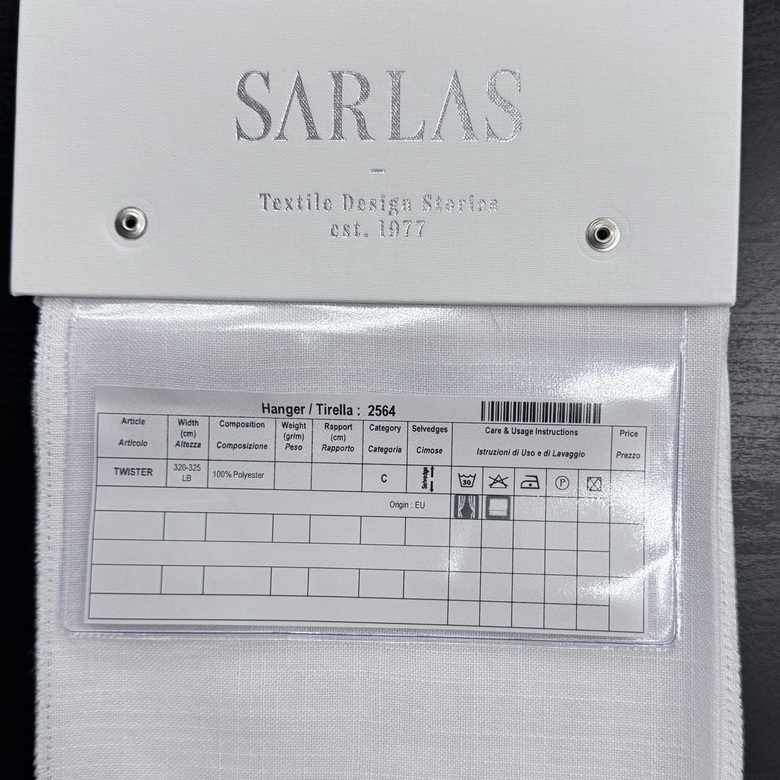 SARLAS
Textile Design Stories
est. 1977
Hanger / Tirella : 2564
Article Width (cm) Composition Weight (gr/m) Rapport (cm) Category Selvedges Care & Usage Instructions Price
Articolo Altezza Composizione Peso Rapporto Categoria Cimose Istruzioni di Uso e di Lavaggio Prezzo
TWISTER 320-325 LB 100% Polyester C Selvedge 30 P
Origin : EU